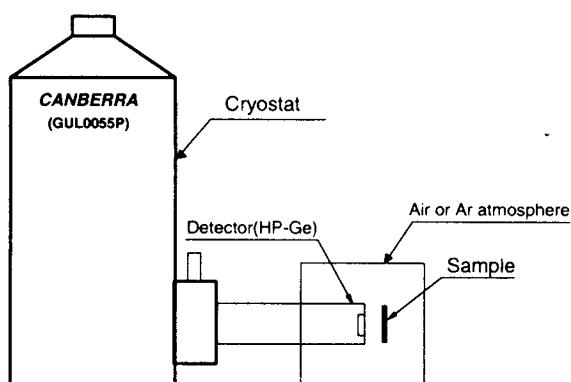 CANBERRA
(GUL0055P)
Cryostat
Air or Ar atmosphere
Detector(HP-Ge)
Sample